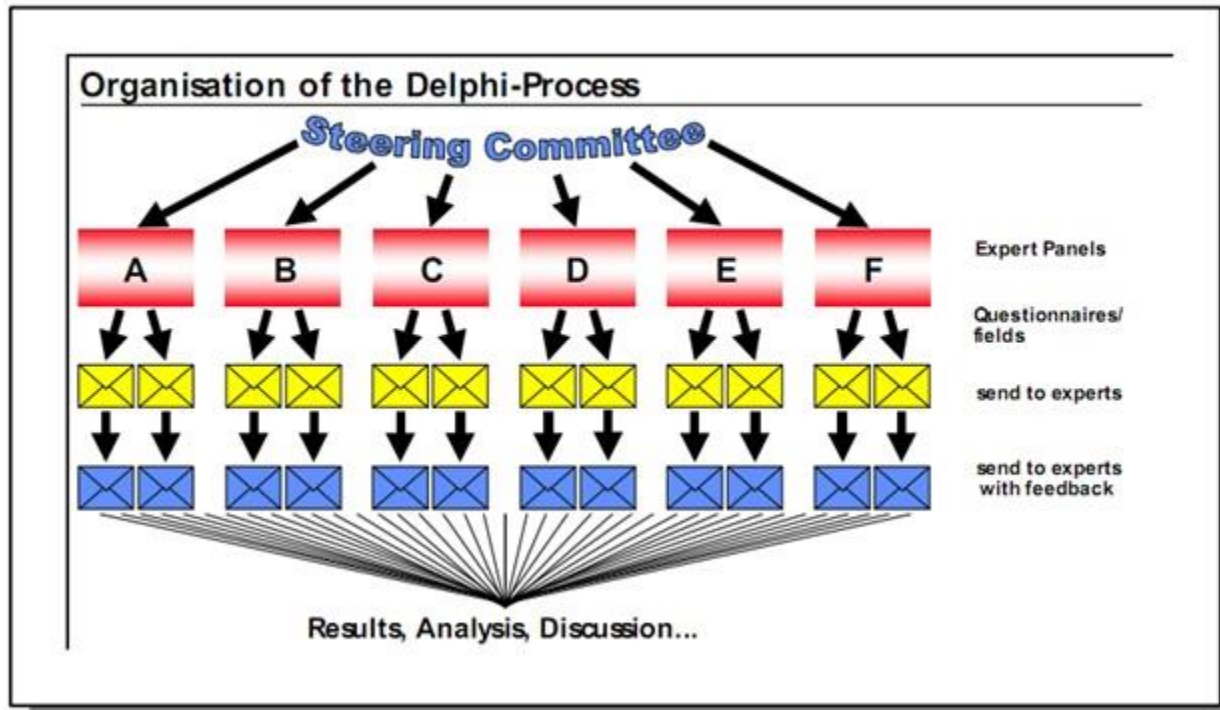 Organisation of the Delphi-Process
Steering Committee
A B C D E F
Expert Panels
Questionnaires/
fields
send to experts
send to experts
with feedback
Results, Analysis, Discussion...